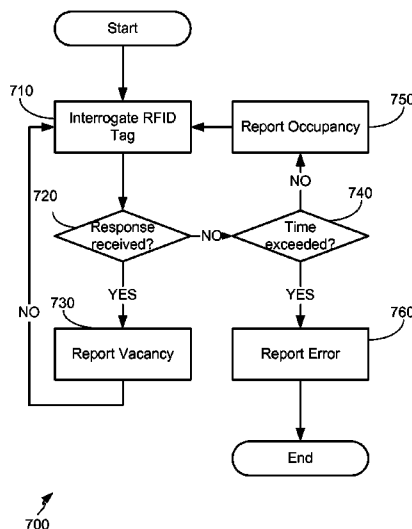 Start
710
Interrogate RFID
Tag
Report Occupancy
750
720
Response
received?
NO
Time
exceeded?
740
NO
YES
YES
NO
730
Report Vacancy
Report Error
760
End
700